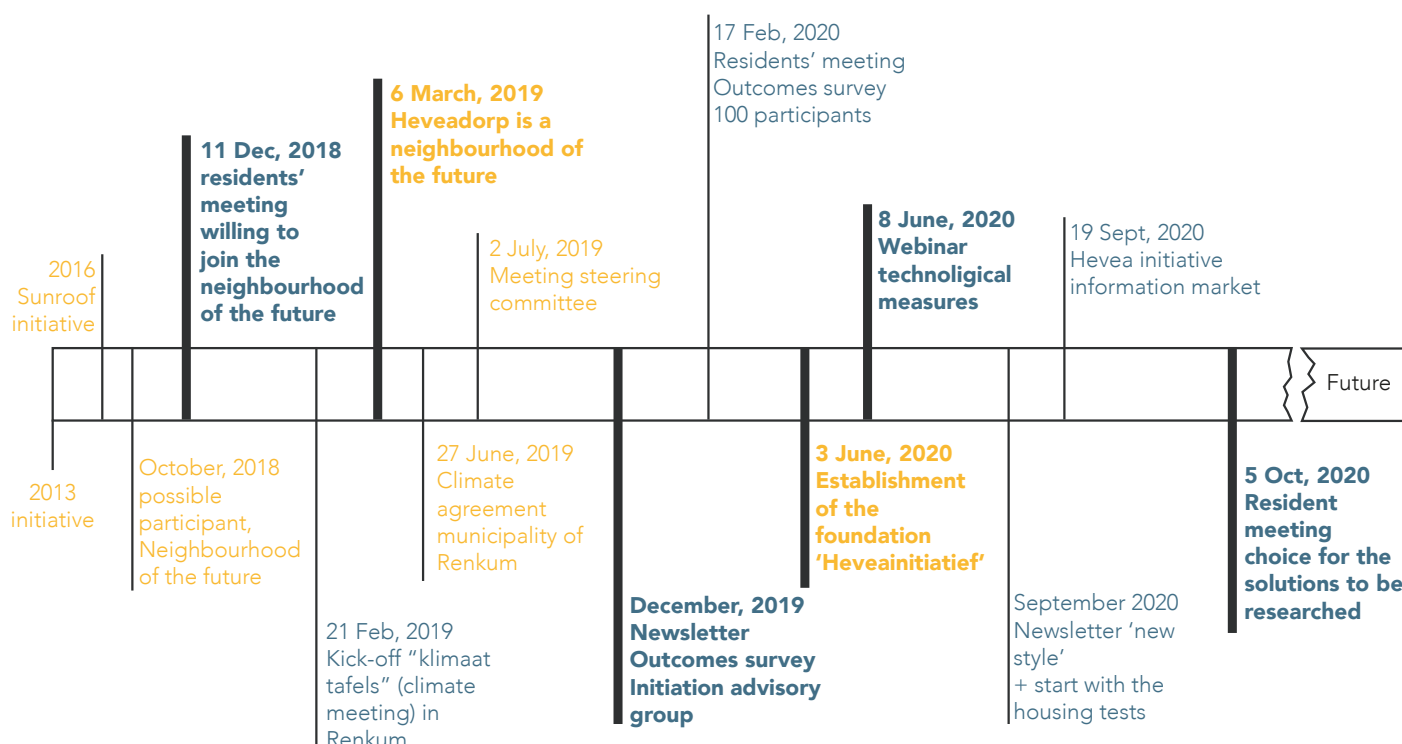 17 Feb, 2020
Residents' meeting
Outcomes survey
100 participants
6 March, 2019
Heveadorp is a
neighbourhood of
the future
11 Dec, 2018
residents'
meeting
willing to
join the
neighbourhood
of the future
8 June, 2020
Webinar
technoligical
measures
19 Sept, 2020
Hevea initiative
information market
2 July, 2019
Meeting steering
committee
2016
Sunroof
initiative
Future
2013
initiative
October, 2018
possible
participant,
Neighbourhood
of the future
27 June, 2019
Climate
agreement
municipality of
Renkum
3 June, 2020
Establishment
of the
foundation
'Heveainitiatief'
5 Oct, 2020
Resident
meeting
choice for the
solutions to be
researched
21 Feb, 2019
Kick-off "klimaat
tafels" (climate
meeting) in
Renkum
December, 2019
Newsletter
Outcomes survey
Initiation advisory
group
September 2020
Newsletter 'new
style'
+ start with the
housing tests